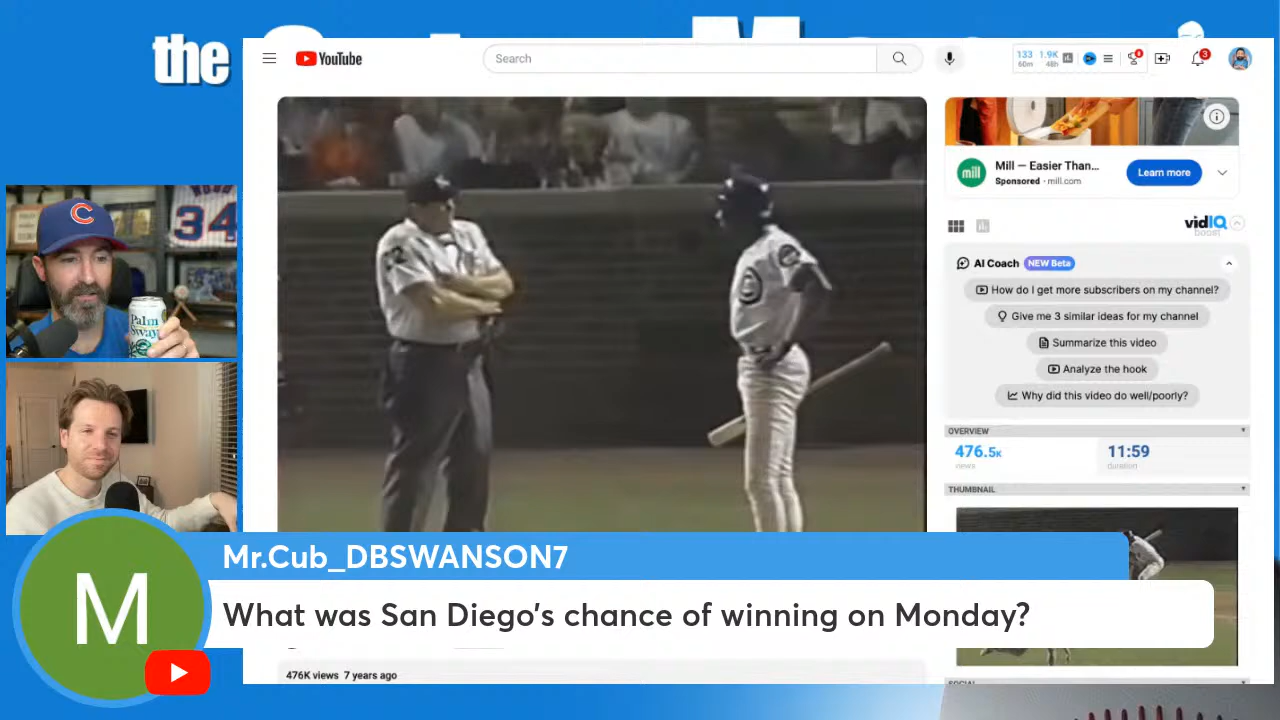 the
YouTube
Search
133
60m
1.9K
48h
8
3
C
34
Palm
Sway
mill
Mill — Easier Than...
Sponsored · mill.com
Learn more
vidIQ
boost
AI Coach NEW Beta
How do I get more subscribers on my channel?
Give me 3 similar ideas for my channel
Summarize this video
Analyze the hook
Why did this video do well/poorly?
OVERVIEW
476.5K
views
11:59
duration
THUMBNAIL
Mr.Cub_DBSWANSON7
M
What was San Diego's chance of winning on Monday?
476K views 7 years ago